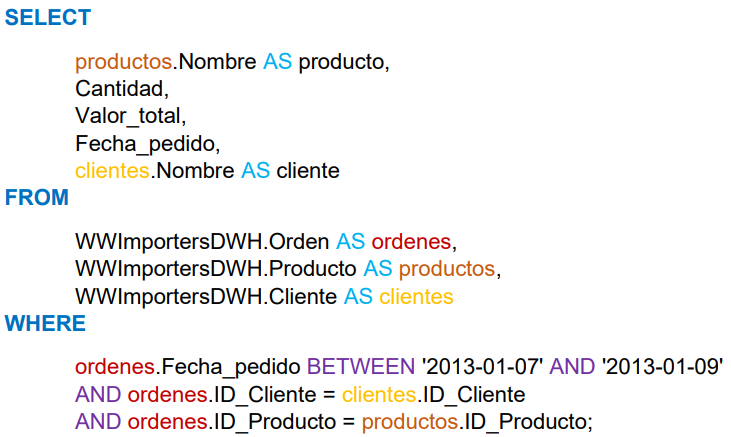 SELECT
productos.Nombre AS producto,
Cantidad,
Valor_total,
Fecha_pedido,
clientes.Nombre AS cliente
FROM
WWImportersDWH.Orden AS ordenes,
WWImportersDWH.Producto AS productos,
WWImportersDWH.Cliente AS clientes
WHERE
ordenes.Fecha_pedido BETWEEN '2013-01-07' AND '2013-01-09'
AND ordenes.ID_Cliente = clientes.ID_Cliente
AND ordenes.ID_Producto = productos.ID_Producto;